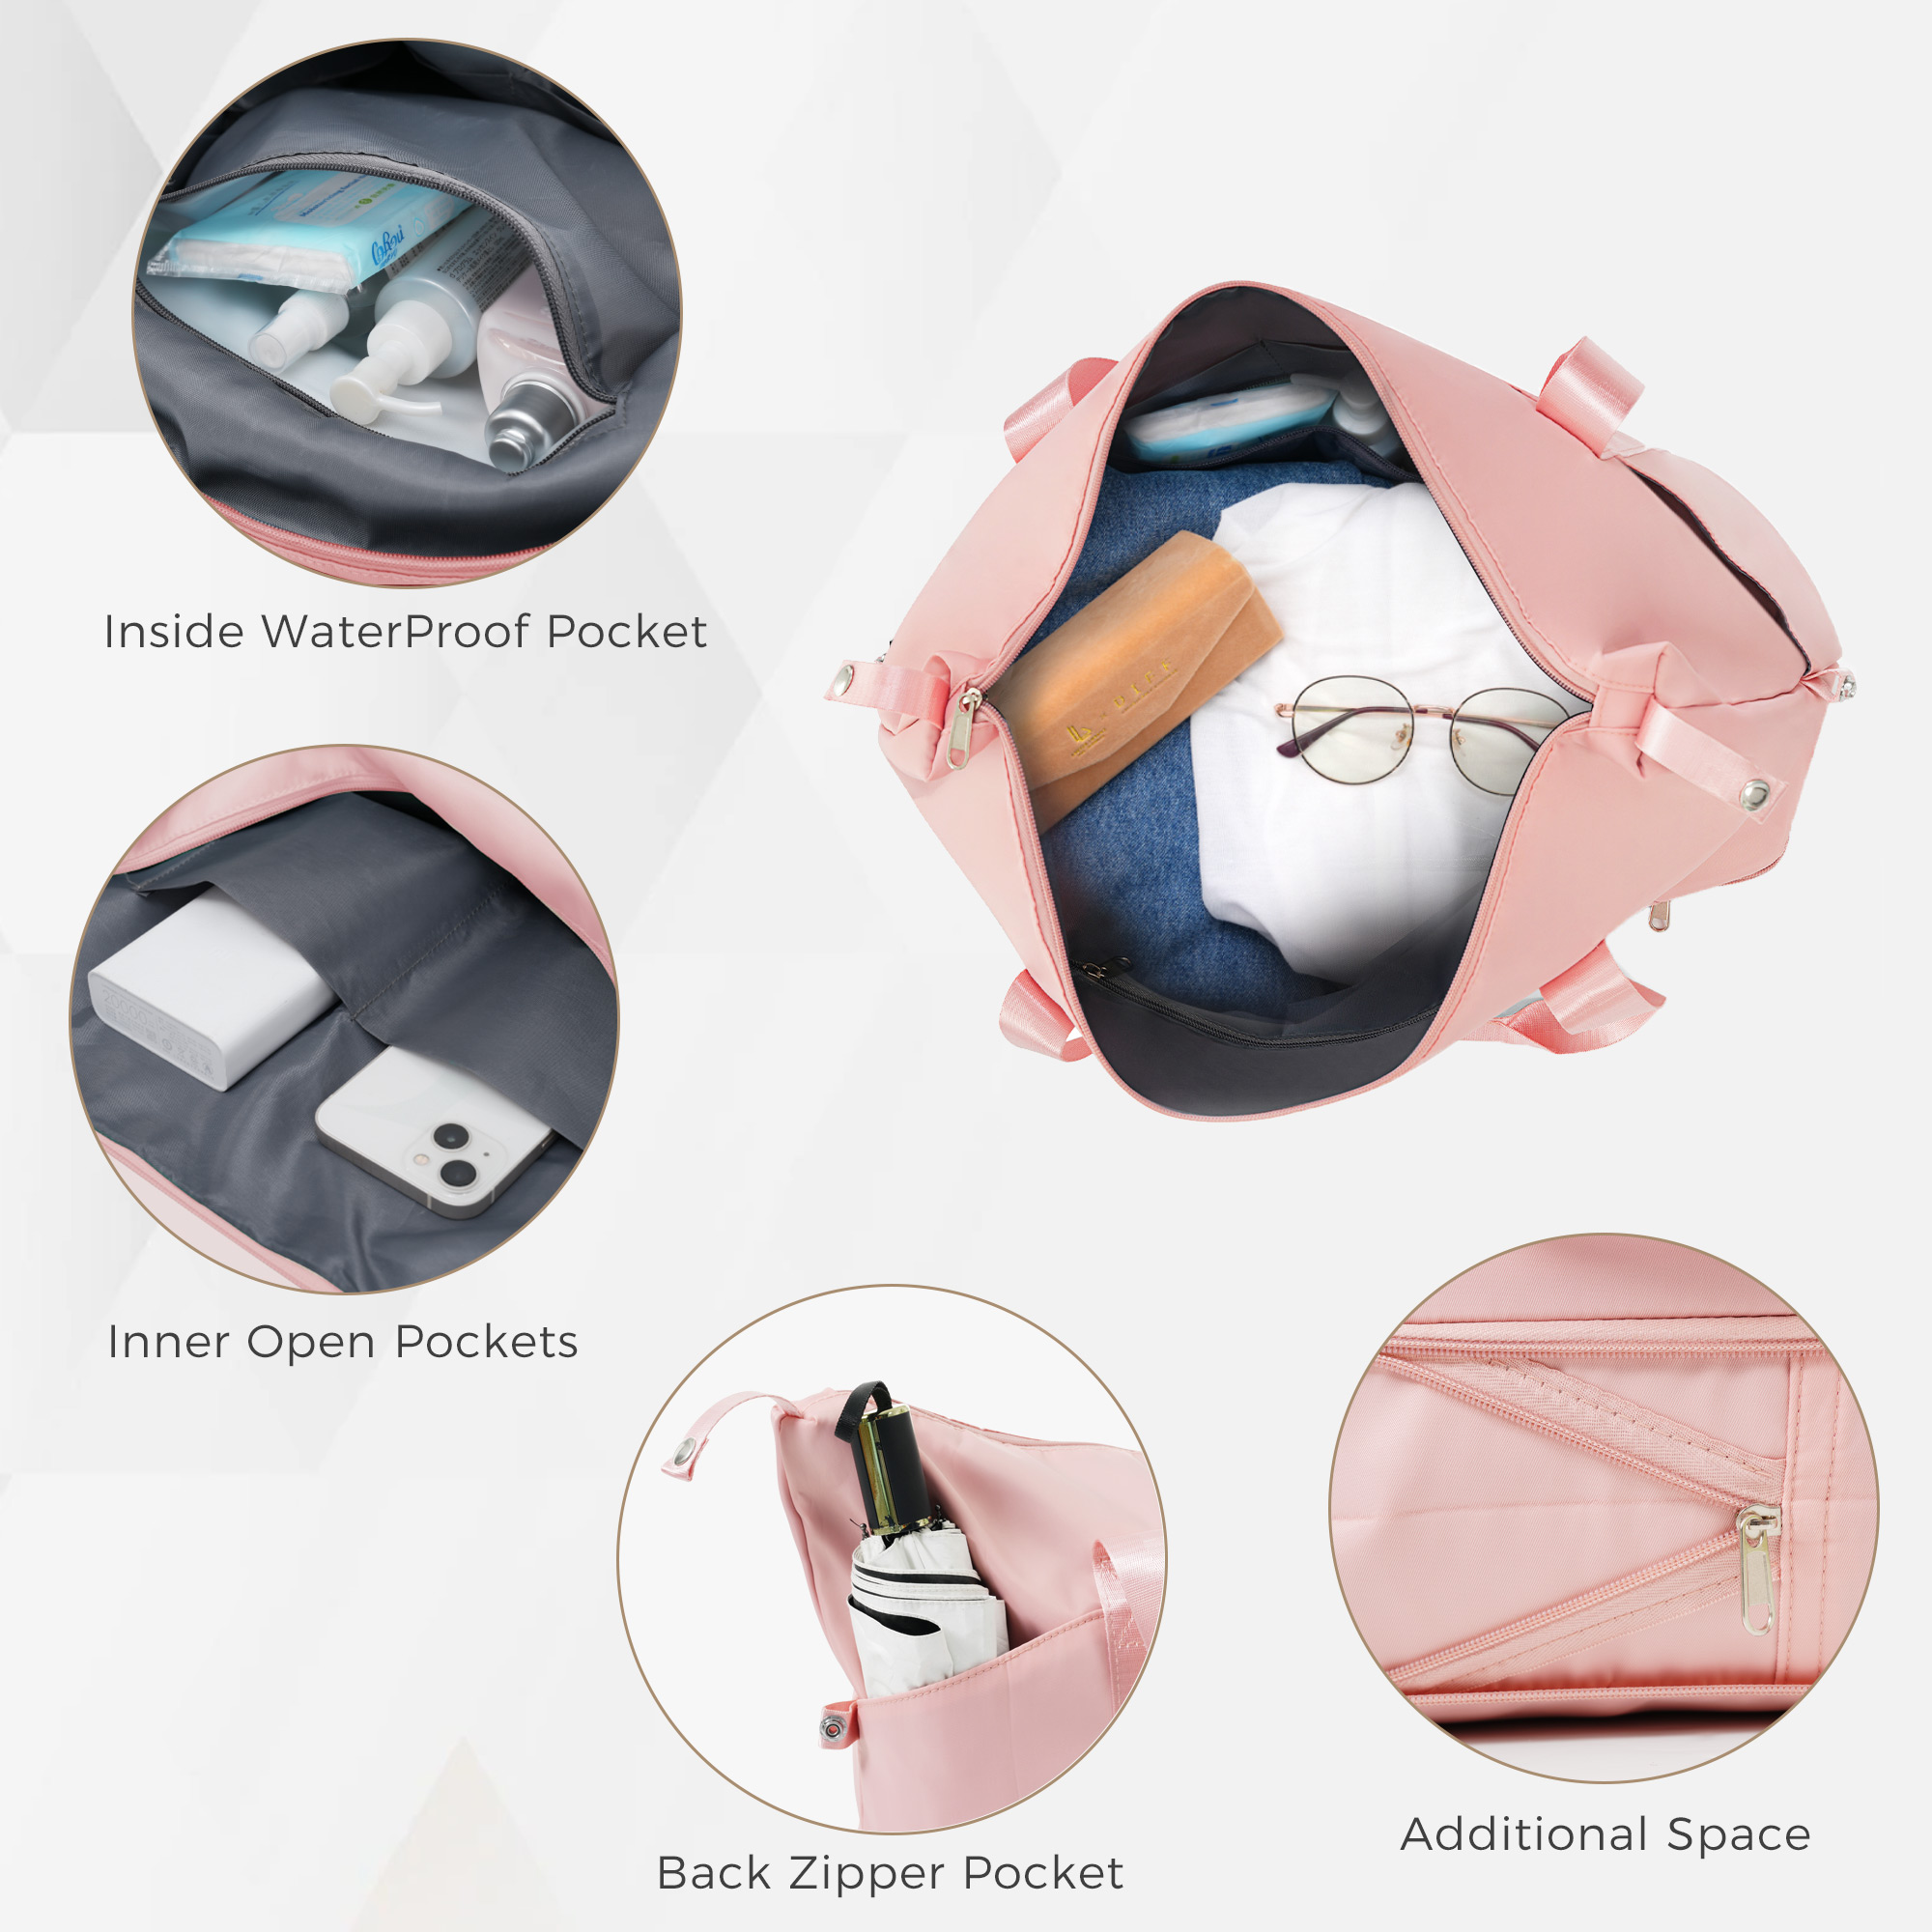 Inside WaterProof Pocket
Inner Open Pockets
Back Zipper Pocket
Additional Space